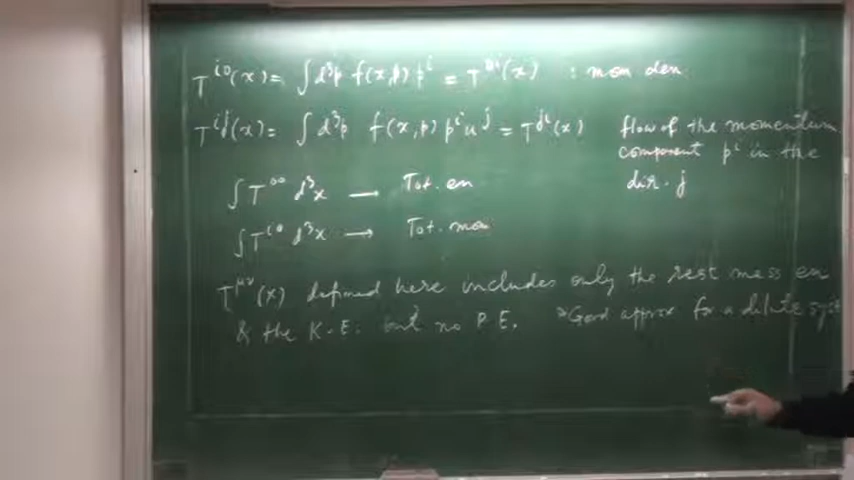 T^{i0}(x) = ∫d³p f(x,p) p^i = T^{0i}(x) : mom den
T^{ij}(x) = ∫d³p f(x,p) p^i u^j = T^{ji}(x) flow of the momentum
component p^i in the
dir. j
∫T^{00} d³x → Tot. en
∫T^{i0} d³x → Tot. mom
T^{μν}(x) defined here includes only the rest mass en
& the K.E. but no P.E. Good approx for a dilute syst